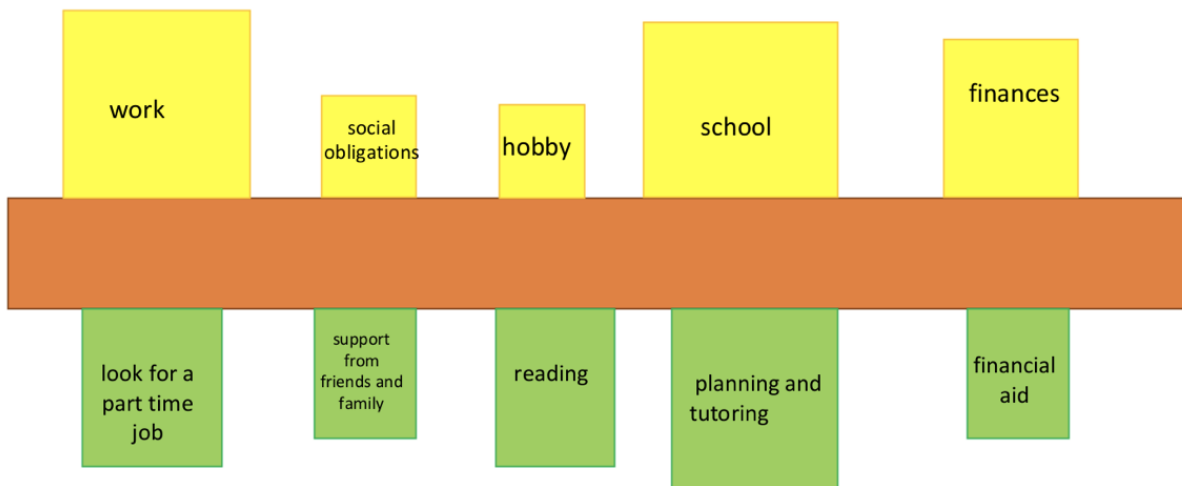 work
social
obligations
hobby
school
finances
look for a
part time
job
support
from
friends and
family
reading
planning and
tutoring
financial
aid